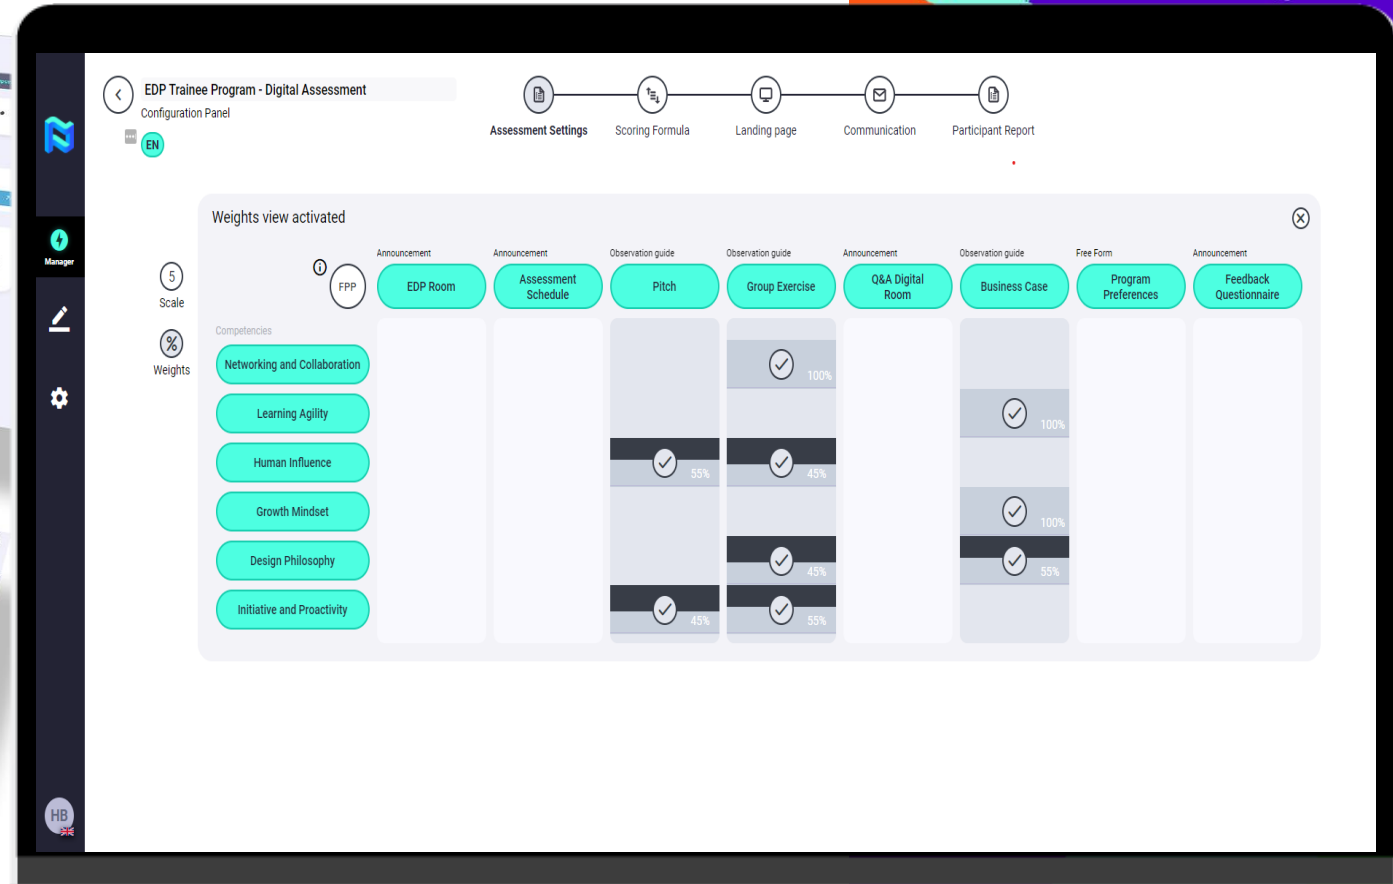 EDP Trainee Program - Digital Assessment
Configuration Panel
EN
Assessment Settings
Scoring Formula
Landing page
Communication
Participant Report
Manager
5
Scale
%
Weights
Weights view activated
FPP
Announcement
EDP Room
Announcement
Assessment
Schedule
Observation guide
Pitch
Observation guide
Group Exercise
Announcement
Q&A Digital
Room
Observation guide
Business Case
Free Form
Program
Preferences
Announcement
Feedback
Questionnaire
Competencies
Networking and Collaboration
100%
Learning Agility
100%
Human Influence
55%
45%
Growth Mindset
100%
Design Philosophy
45%
55%
Initiative and Proactivity
45%
55%
HB